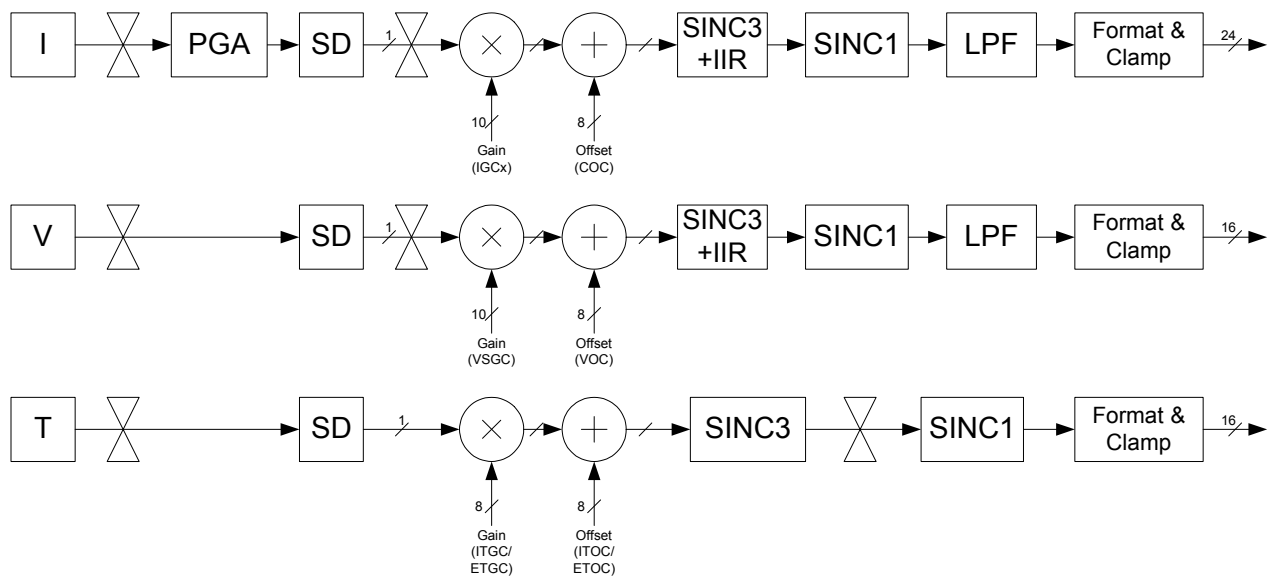 I
PGA
SD
1
×
+
SINC3
+IIR
SINC1
LPF
Format &
Clamp
24
10
Gain
(IGCx)
8
Offset
(COC)
V
SD
1
×
+
SINC3
+IIR
SINC1
LPF
Format &
Clamp
16
10
Gain
(VSGC)
8
Offset
(VOC)
T
SD
1
×
+
SINC3
SINC1
Format &
Clamp
16
8
Gain
(ITGC/
ETGC)
8
Offset
(ITOC/
ETOC)